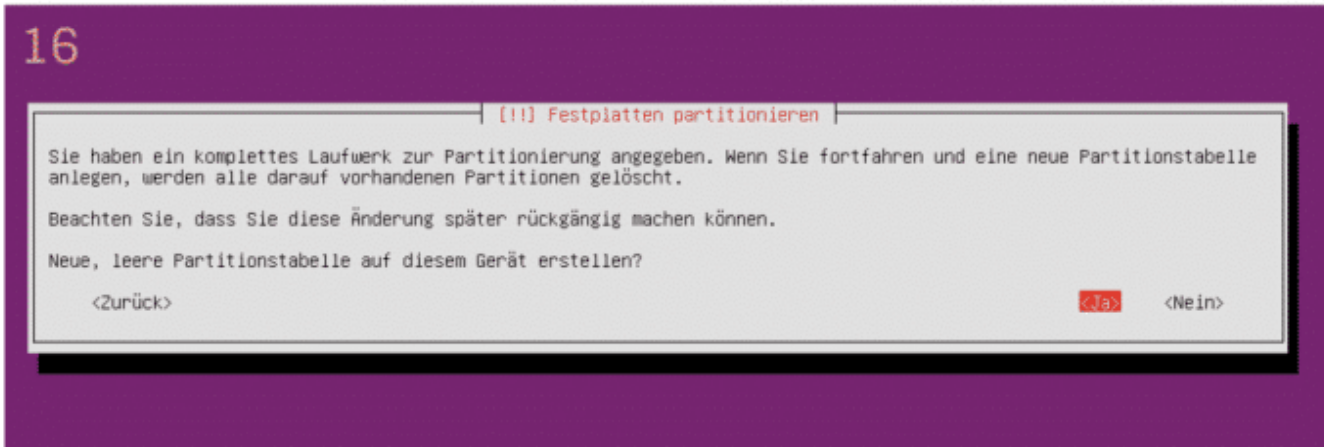 16
[!!] Festplatten partitionieren
Sie haben ein komplettes Laufwerk zur Partitionierung angegeben. Wenn Sie fortfahren und eine neue Partitionstabelle
anlegen, werden alle darauf vorhandenen Partitionen gelöscht.
Beachten Sie, dass Sie diese Änderung später rückgängig machen können.
Neue, leere Partitionstabelle auf diesem Gerät erstellen?
<Zurück> <Ja> <Nein>